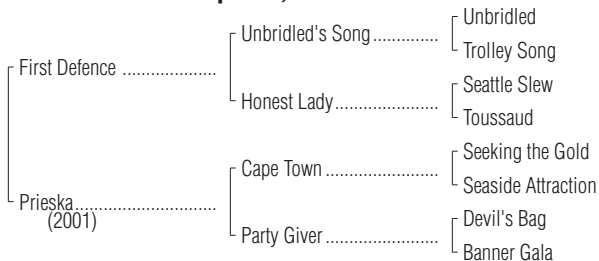 Unbridled
Unbridled's Song
Trolley Song
First Defence
Seattle Slew
Honest Lady
Toussaud
Seeking the Gold
Cape Town
Seaside Attraction
Prieska
(2001)
Devil's Bag
Party Giver
Banner Gala